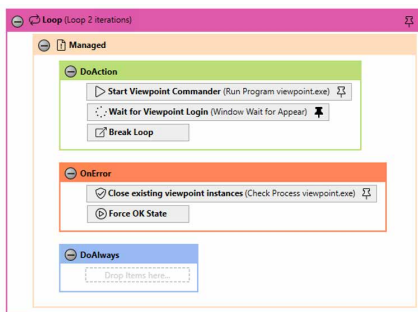 Loop (Loop 2 iterations)
Managed
DoAction
Start Viewpoint Commander (Run Program viewpoint.exe)
Wait for Viewpoint Login (Window Wait for Appear)
Break Loop
OnError
Close existing viewpoint instances (Check Process viewpoint.exe)
Force OK State
DoAlways
Drop Items here...